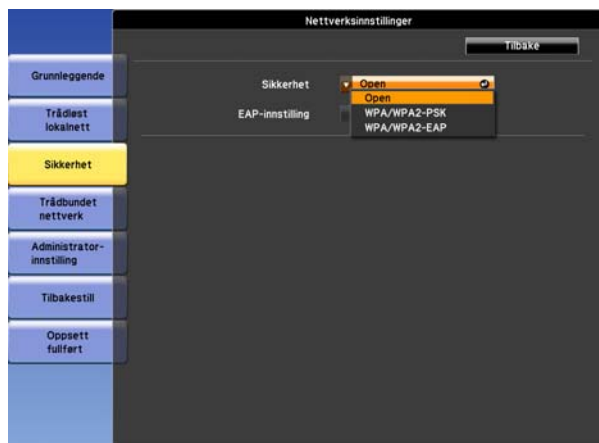 Nettverksinnstillinger
Tilbake
Grunnleggende
Trådløst
lokalnett
Sikkerhet
Trådbundet
nettverk
Administrator-
innstilling
Tilbakestill
Oppsett
fullført
Sikkerhet
Open
Open
WPA/WPA2-PSK
WPA/WPA2-EAP
EAP-innstilling